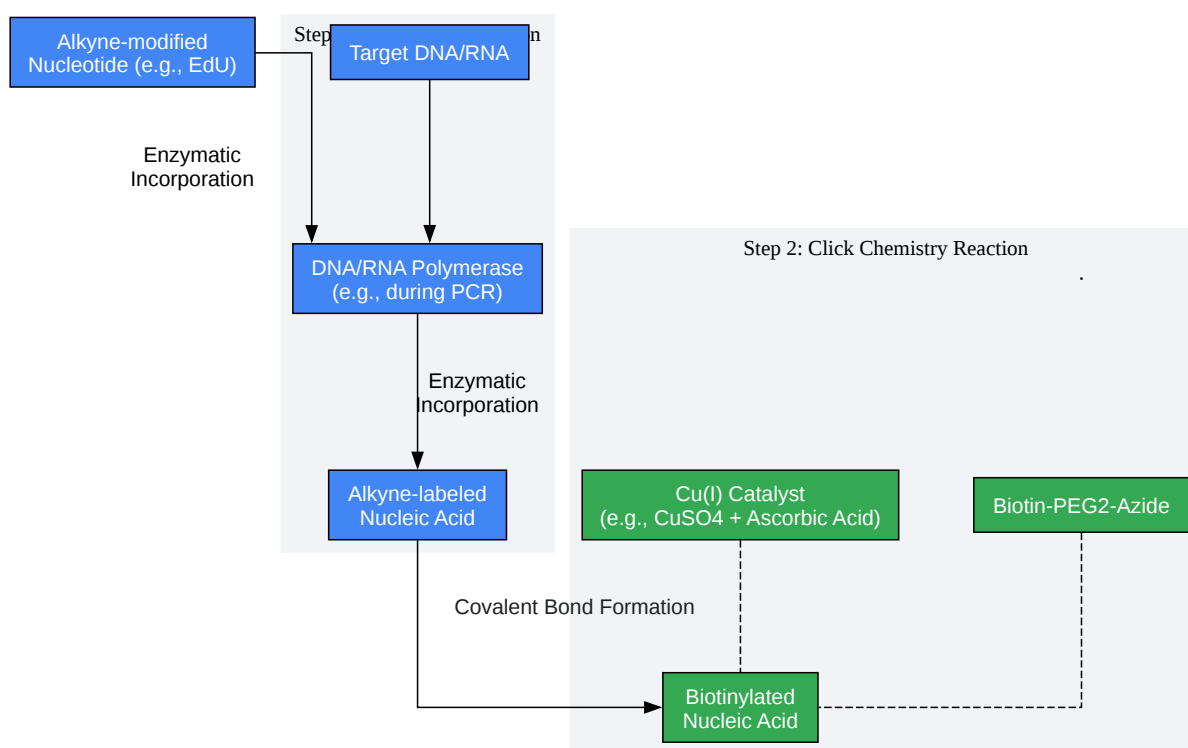 Alkyne-modified
Nucleotide (e.g., EdU)
Step
Target DNA/RNA
Enzymatic
Incorporation
DNA/RNA Polymerase
(e.g., during PCR)
Enzymatic
Incorporation
Alkyne-labeled
Nucleic Acid
Step 2: Click Chemistry Reaction
.
Cu(I) Catalyst
(e.g., CuSO4 + Ascorbic Acid)
Biotin-PEG2-Azide
Covalent Bond Formation
Biotinylated
Nucleic Acid